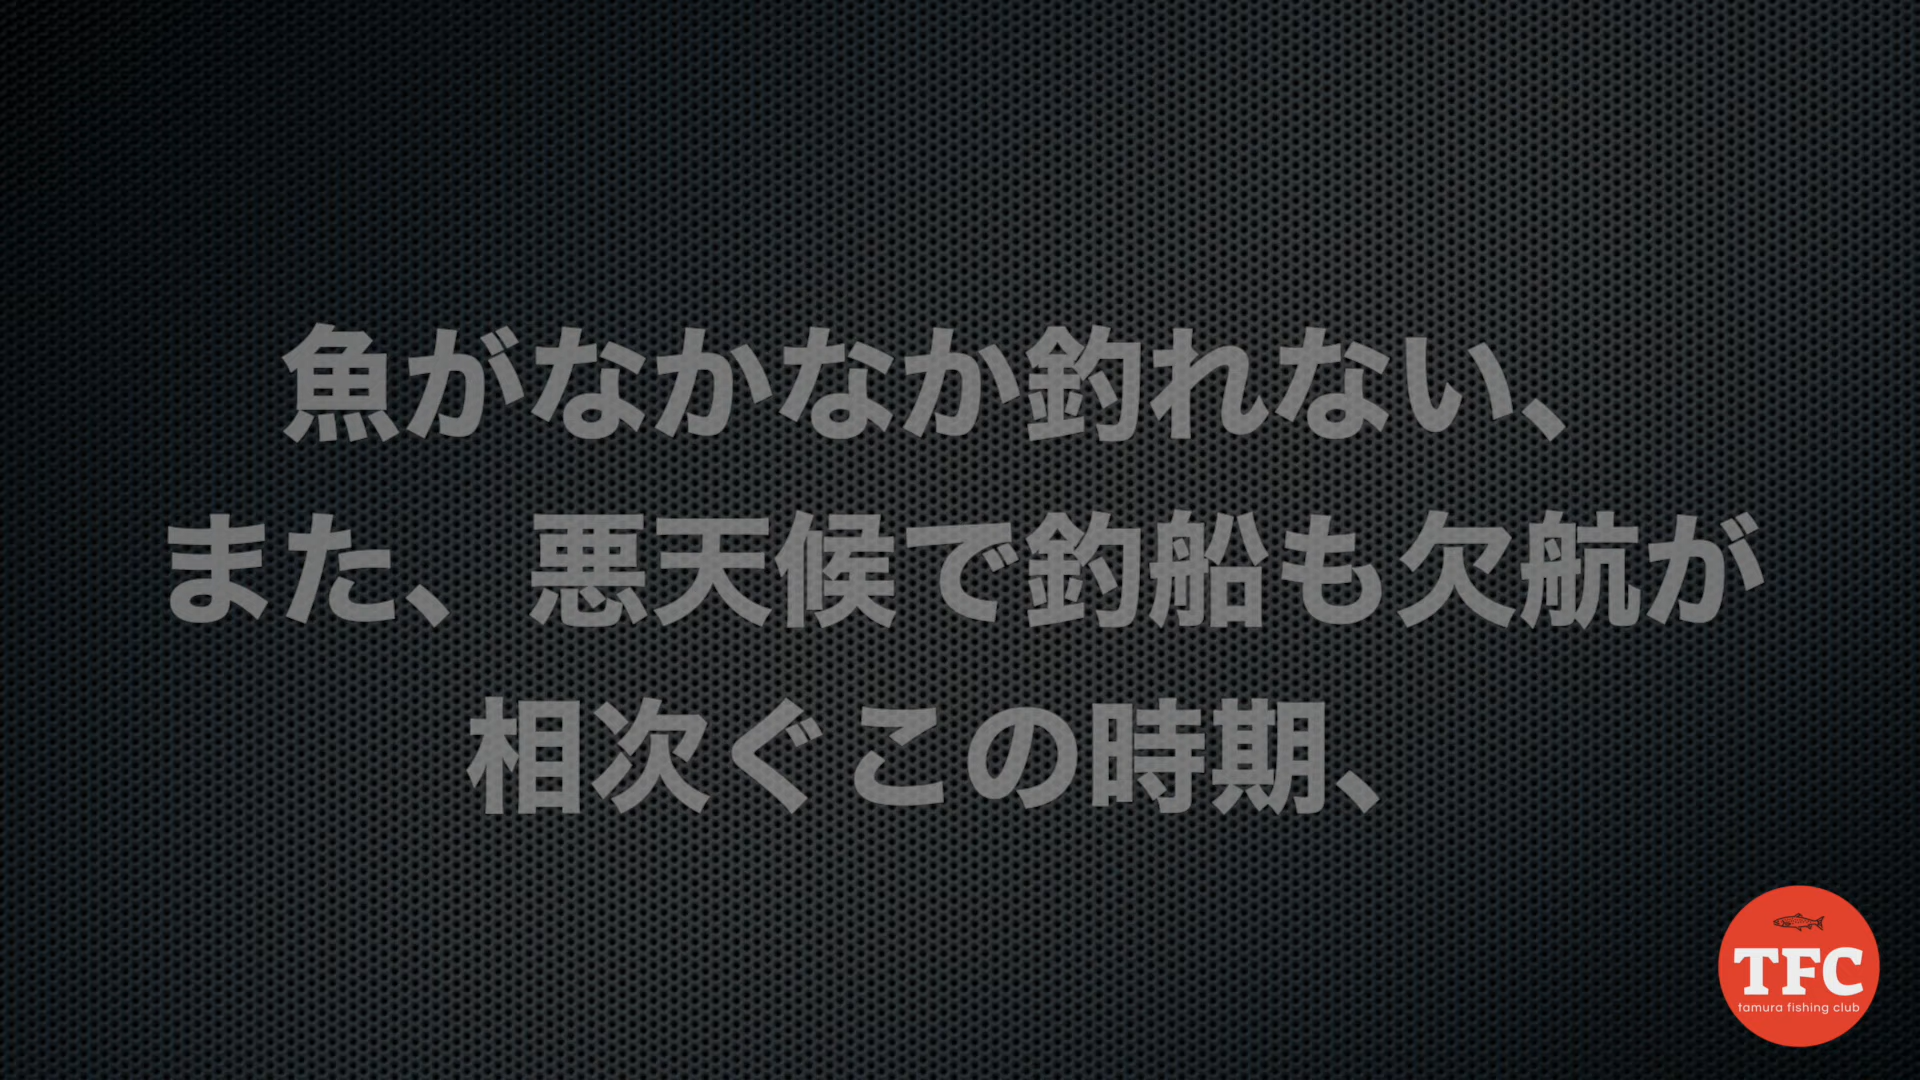 魚がなかなか釣れない、
また、悪天候で釣船も欠航が
相次ぐこの時期、
TFC
tamura fishing club